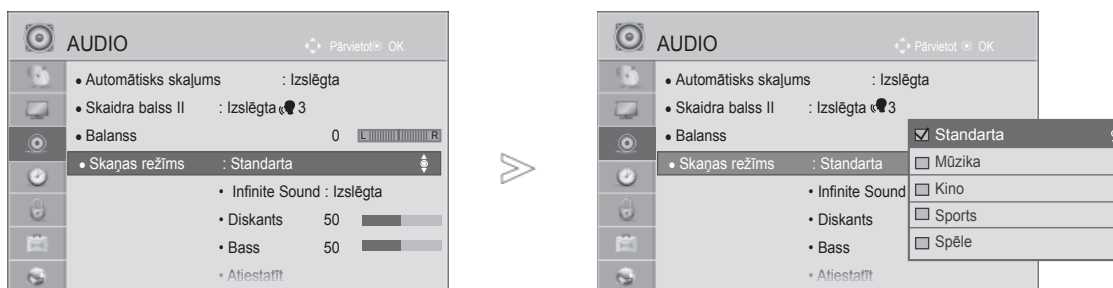 AUDIO Pārvietot OK
• Automātisks skaļums : Izslēgta
• Skaidra balss II : Izslēgta 3
• Balanss 0 L R
• Skaņas režīms : Standarta
• Infinite Sound : Izslēgta
• Diskants 50
• Bass 50
• Atiestatīt
AUDIO Pārvietot OK
• Automātisks skaļums : Izslēgta
• Skaidra balss II : Izslēgta 3
• Balanss
• Skaņas režīms : Standarta
• Infinite Sound
• Diskants
• Bass
• Atiestatīt
Standarta
Mūzika
Kino
Sports
Spēle